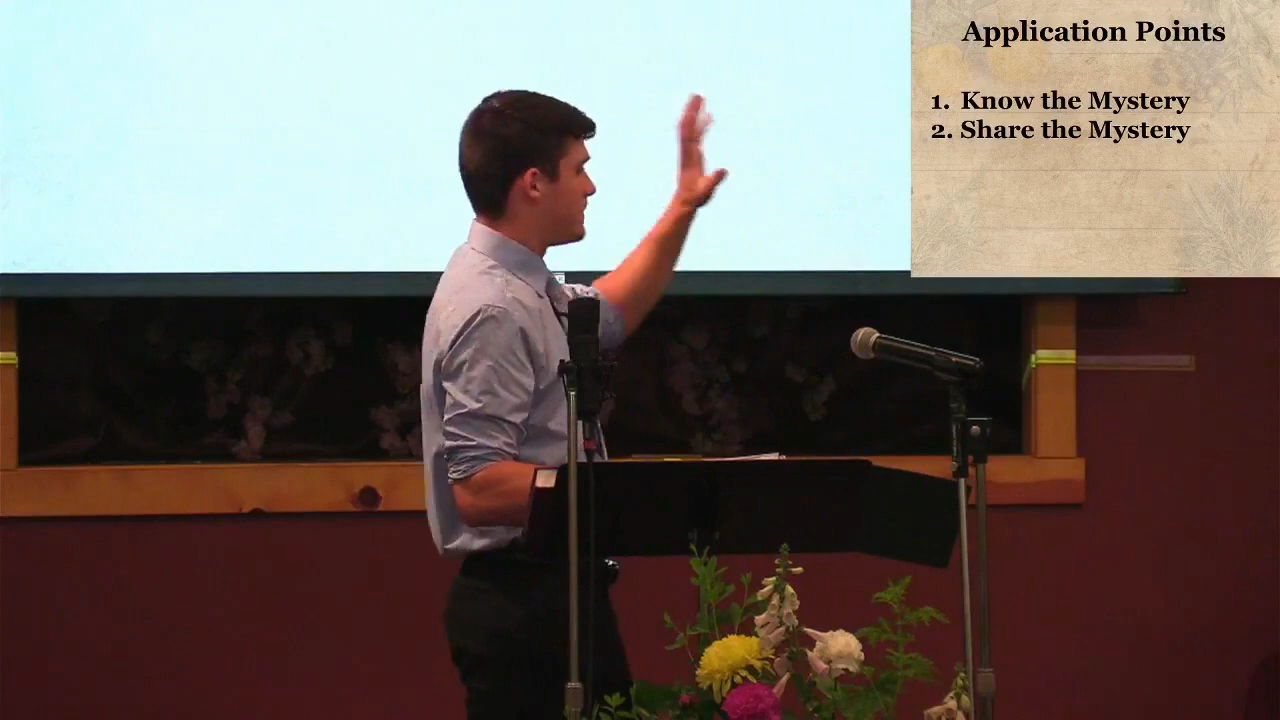 Application Points
1. Know the Mystery
2. Share the Mystery